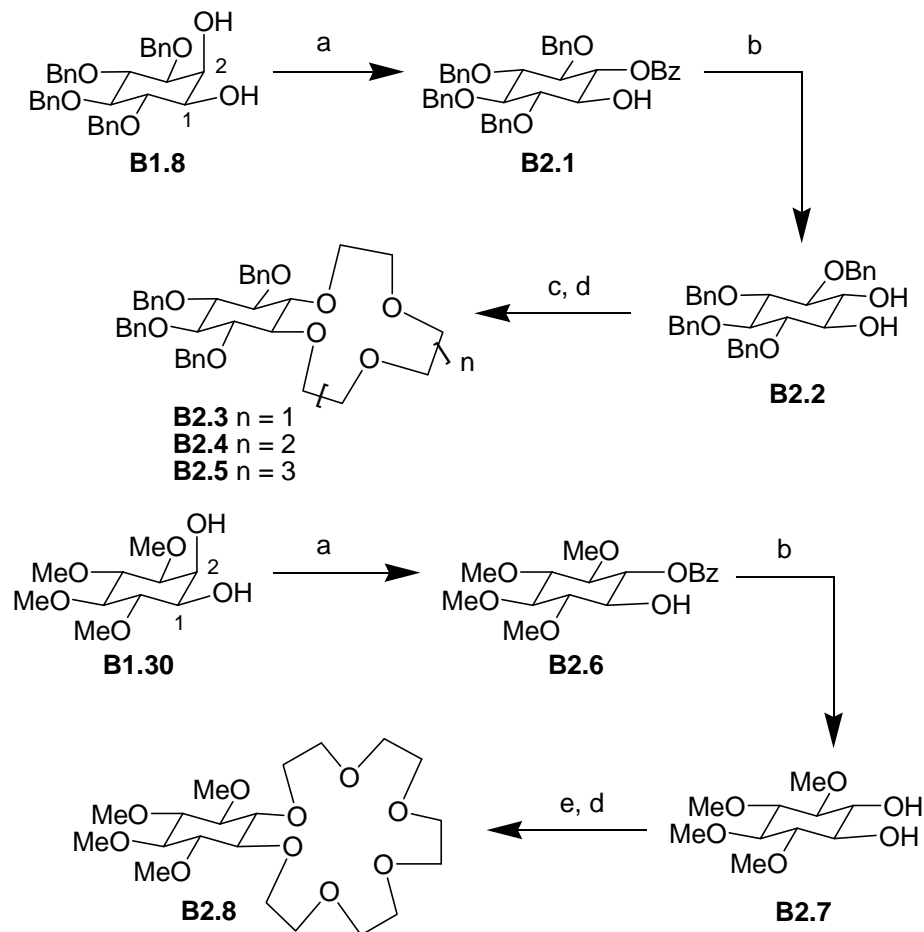 OH
a
b
BnO
2
BnO
BnO
OH
BnO
1
B1.8
BnO
BnO
OBz
BnO
OH
BnO
B2.1
BnO
O
BnO
O
BnO
O
O
BnO
n
B2.3 n = 1
B2.4 n = 2
B2.5 n = 3
c, d
OBn
BnO
OH
BnO
OH
BnO
B2.2
OH
a
b
MeO
2
MeO
MeO
OH
MeO
1
B1.30
MeO
MeO
OBz
MeO
OH
MeO
B2.6
MeO
O
O
MeO
O
MeO
O
MeO
O
O
B2.8
e, d
MeO
MeO
OH
MeO
OH
MeO
B2.7